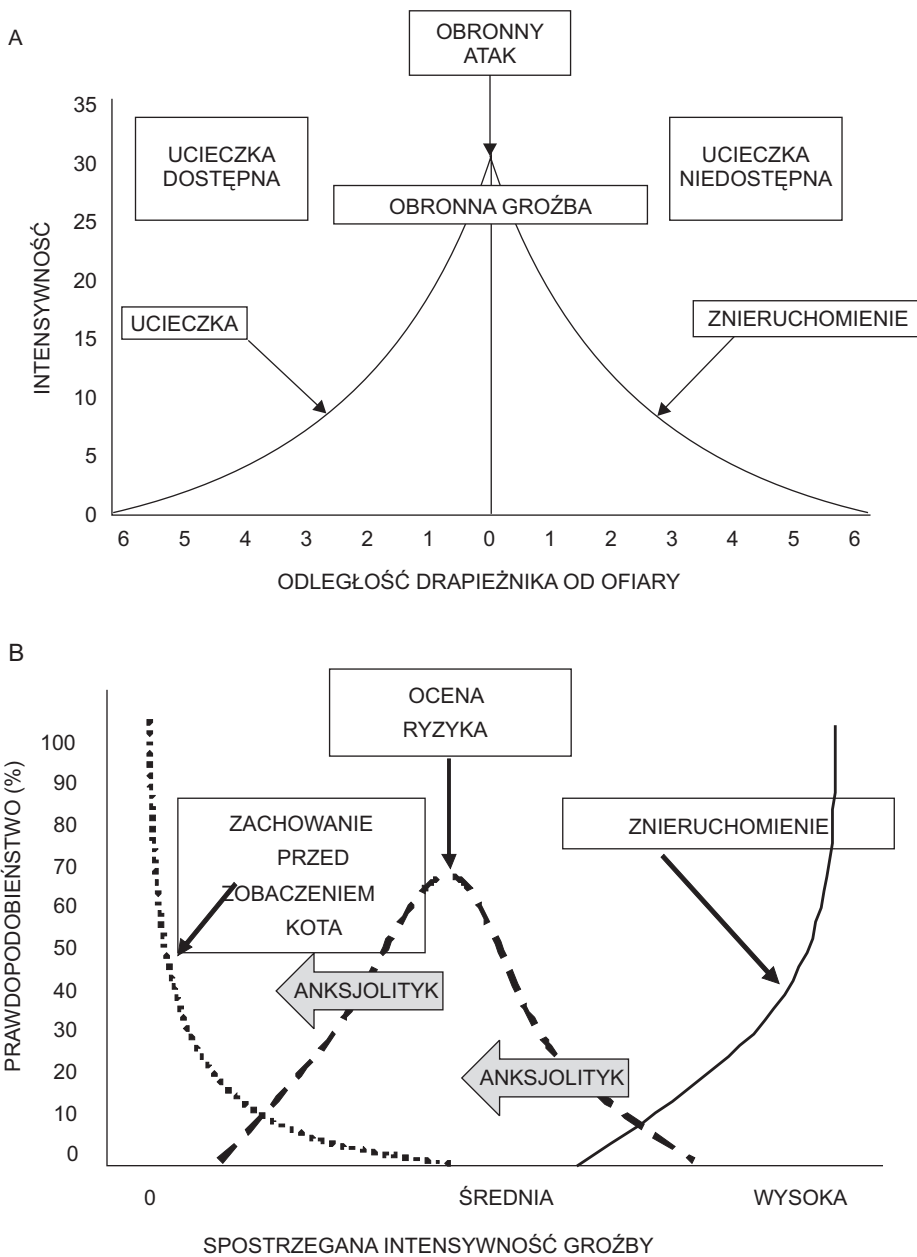 A
OBRONNY
ATAK
35
30
25
20
15
10
5
0
INTENSYWNOŚĆ
UCIECZKA
DOSTĘPNA
UCIECZKA
NIEDOSTĘPNA
OBRONNA GROŹBA
UCIECZKA
ZNIERUCHOMIENIE
6 5 4 3 2 1 0 1 2 3 4 5 6
ODLEGŁOŚĆ DRAPIEŻNIKA OD OFIARY
B
OCENA
RYZYKA
100
90
80
70
60
50
40
30
20
10
0
PRAWDOPODOBIEŃSTWO (%)
ZACHOWANIE
PRZED
ZOBACZENIEM
KOTA
ZNIERUCHOMIENIE
ANKSJOLITYK
ANKSJOLITYK
0 ŚREDNIA WYSOKA
SPOSTRZEGANA INTENSYWNOŚĆ GROŹBY